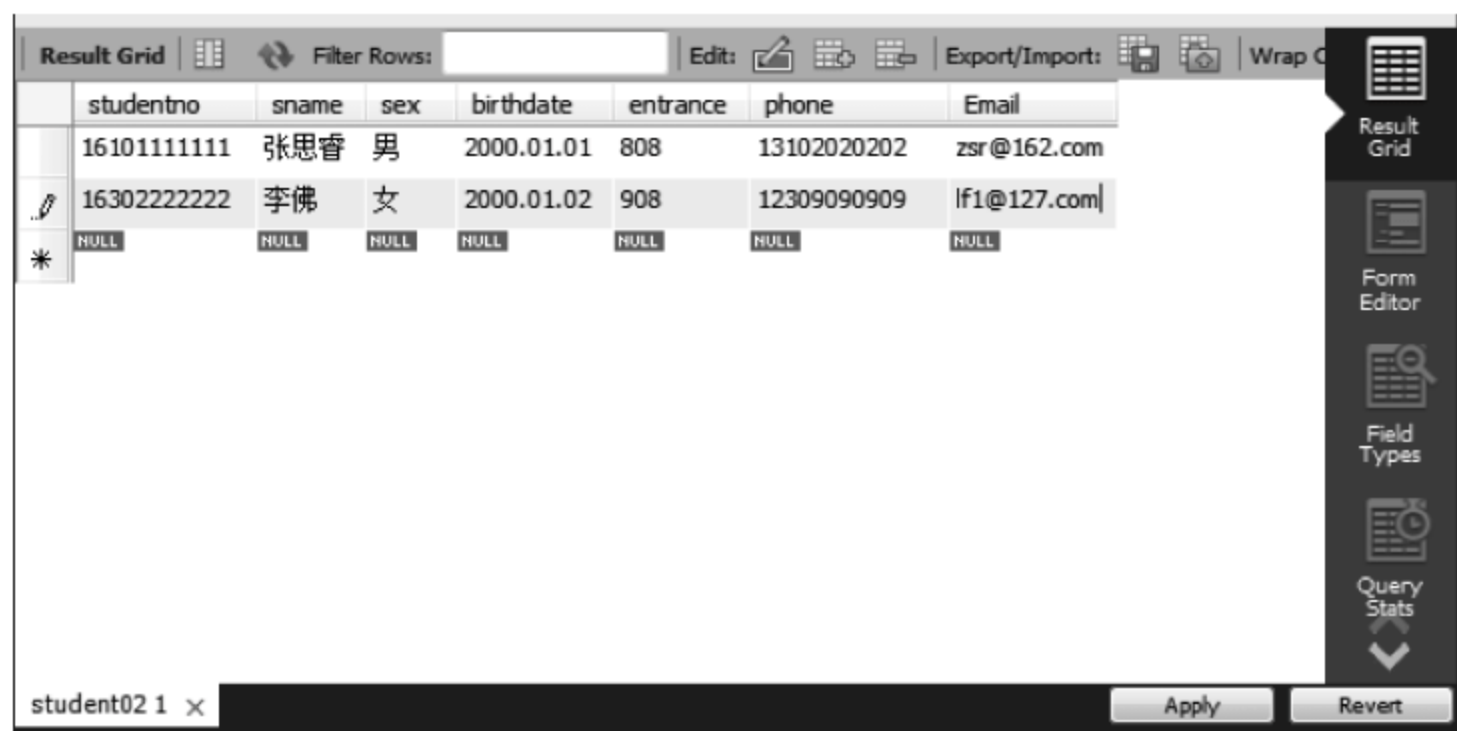 Result Grid Filter Rows: Edit: Export/Import: Wrap C
studentno sname sex birthdate entrance phone Email
16101111111 张思睿 男 2000.01.01 808 13102020202 zsr@162.com
16302222222 李佛 女 2000.01.02 908 12309090909 lf1@127.com
NULL NULL NULL NULL NULL NULL NULL
Result
Grid
Form
Editor
Field
Types
Query
Stats
student02 1
Apply Revert